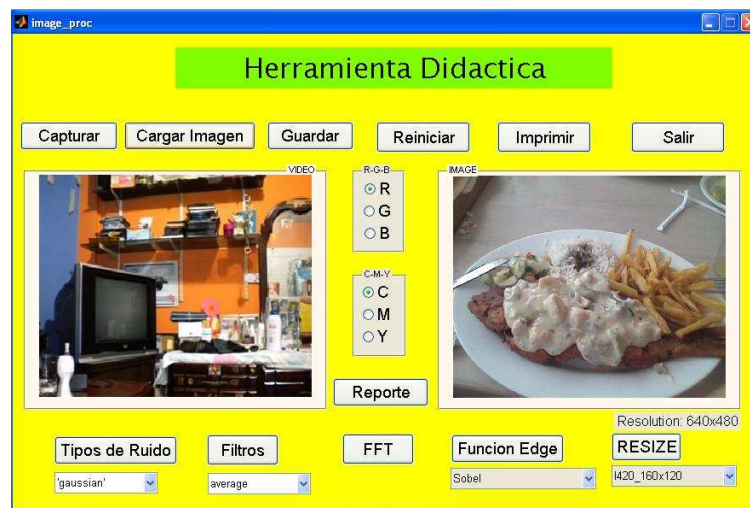 image_proc
Herramienta Didactica
Capturar Cargar Imagen Guardar Reiniciar Imprimir Salir
VIDEO R-G-B IMAGE
R
G
B
C-M-Y
C
M
Y
Reporte
Resolution: 640x480
Tipos de Ruido Filtros FFT Funcion Edge RESIZE
'gaussian' average Sobel I420_160x120